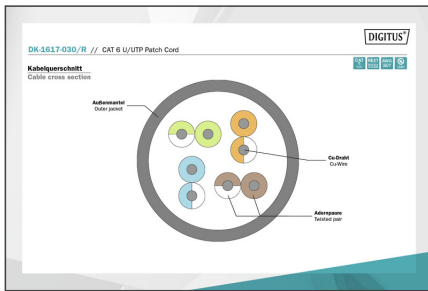 DIGITUS®
DK-1617-030/R // CAT 6 U/UTP Patch Cord
Kabelquerschnitt
Cable cross section
Außenmantel
Outer jacket
Cu-Draht
Cu-Wire
Adernpaare
Twisted pair